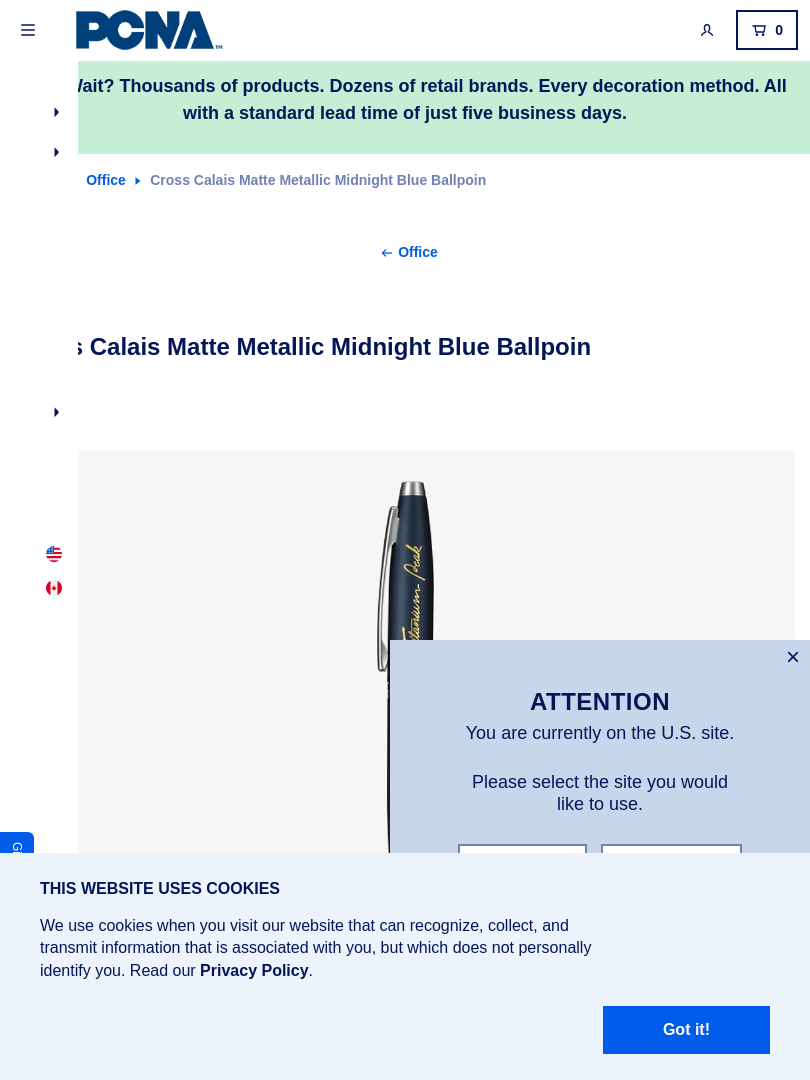 PCNA™
0
Wait? Thousands of products. Dozens of retail brands. Every decoration method. All
with a standard lead time of just five business days.
Office
Cross Calais Matte Metallic Midnight Blue Ballpoint
Office
s Calais Matte Metallic Midnight Blue Ballpoin
Titanium Peak
ATTENTION
You are currently on the U.S. site.
Please select the site you would
like to use.
THIS WEBSITE USES COOKIES
We use cookies when you visit our website that can recognize, collect, and
transmit information that is associated with you, but which does not personally
identify you. Read our Privacy Policy.
Got it!